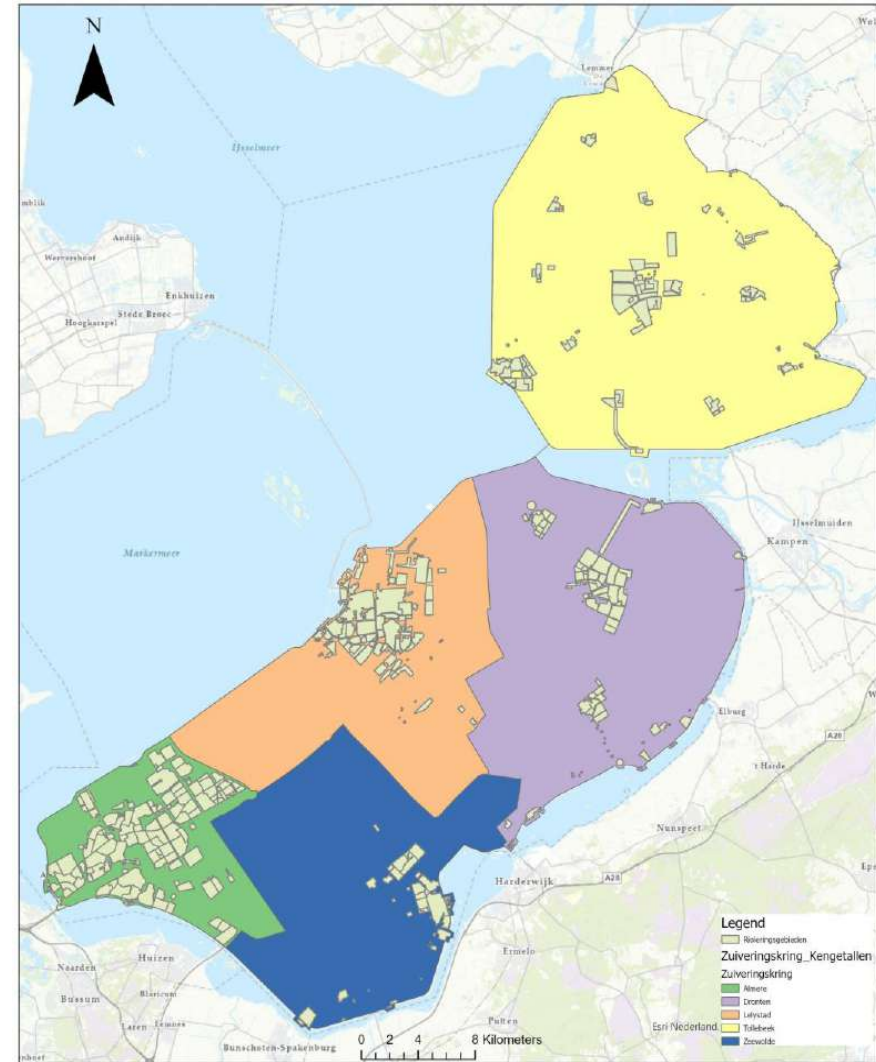 N
Lemmer
IJsselmeer
Andijk
Wervershoof
Enkhuizen
Stede Broec
Hoogkarspel
Markermeer
IJsselmuiden
Kampen
Elburg
A28
't Harde
Nunspeet
Harderwijk
A28
Ermelo
Huizen
Naarden
Bussum
Blaricum
Laren
Eemnes
Putten
Bunschoten-Spakenburg
0 2 4 8 Kilometers
Legend
Rioleringsgebieden
Zuiveringskring_Kengetallen
Zuiveringskring
Almere
Dronten
Lelystad
Tollebeek
Zeewolde
Esri Nederland,